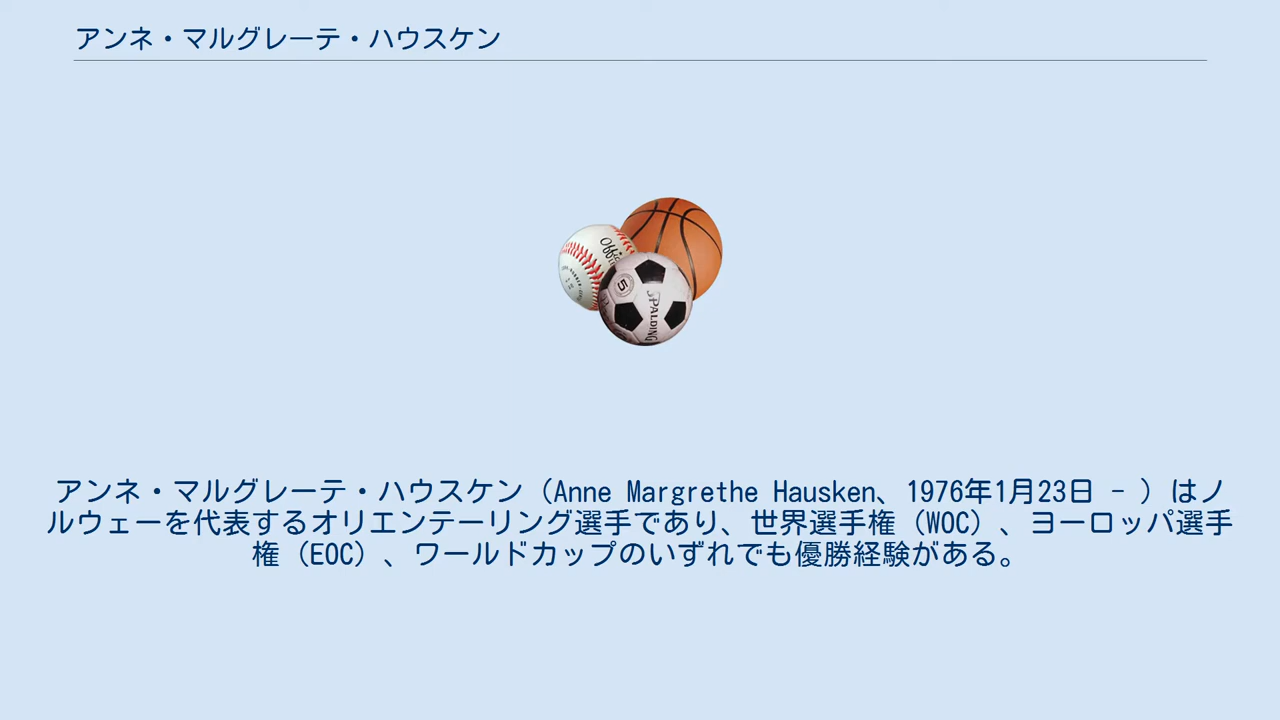 アンネ・マルグレーテ・ハウスケン
Official
5
SPALDING
アンネ・マルグレーテ・ハウスケン（Anne Margrethe Hausken、1976年1月23日 - ）はノ
ルウェーを代表するオリエンテーリング選手であり、世界選手権（WOC）、ヨーロッパ選手
権（EOC）、ワールドカップのいずれでも優勝経験がある。